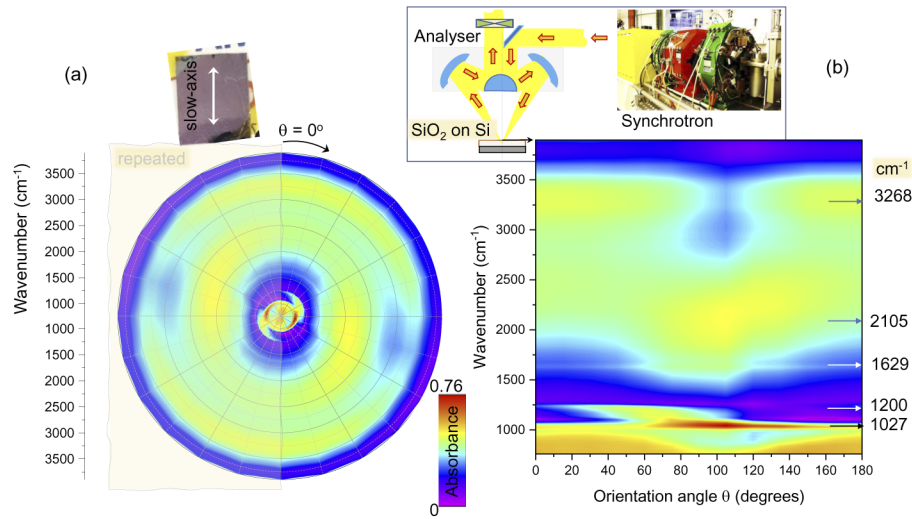 (a)
slow-axis
θ = 0°
repeated
Wavenumber (cm⁻¹)
3500
3000
2500
2000
1500
1000
1000
1500
2000
2500
3000
3500
0.76
Absorbance
0
Analyser
SiO₂ on Si
Synchrotron
(b)
Wavenumber (cm⁻¹)
3500
3000
2500
2000
1500
1000
0 20 40 60 80 100 120 140 160 180
Orientation angle θ (degrees)
cm⁻¹
3268
2105
1629
1200
1027